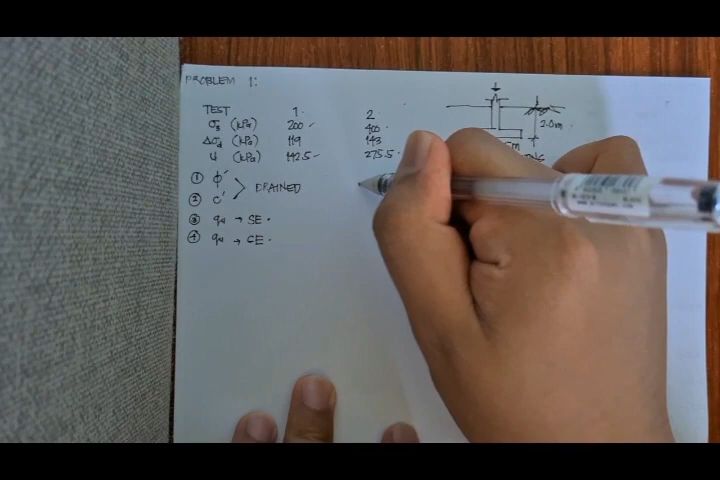 PROBLEM 1:
TEST 1 2
σ₃ (kPa) 200 400
Δσd (kPa) 119 143
u (kPa) 142.5 275.5
① φ'
② c' DRAINED
③ qu → SE
④ qu → CE
2.0m